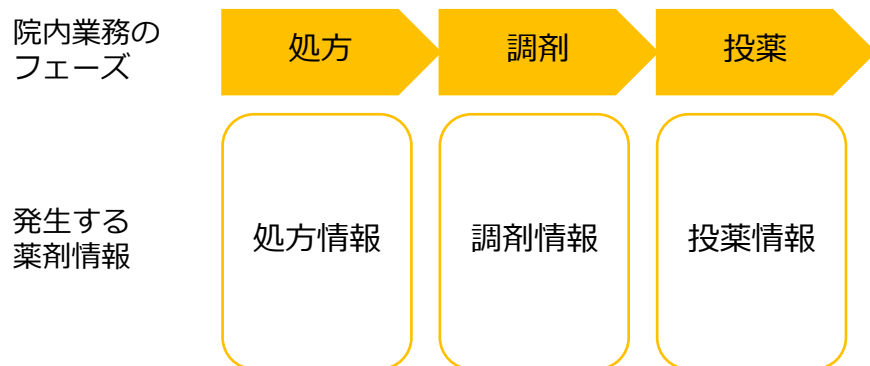 院内業務の
フェーズ
処方
調剤
投薬
発生する
薬剤情報
処方情報
調剤情報
投薬情報